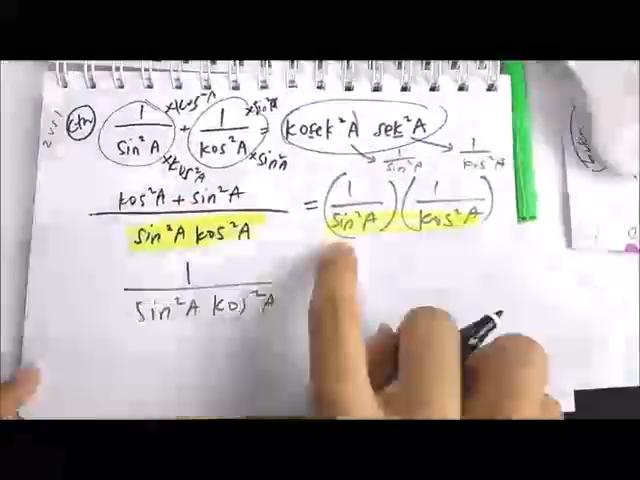 ctn 1/sin²A + 1/kos²A = kosek²A sek²A
×kos²A ×sin²A
×kos²A ×sin²A 1/sin²A 1/kos²A
kos²A + sin²A / sin²A kos²A = (1/sin²A)(1/kos²A)
1 / sin²A kos²A